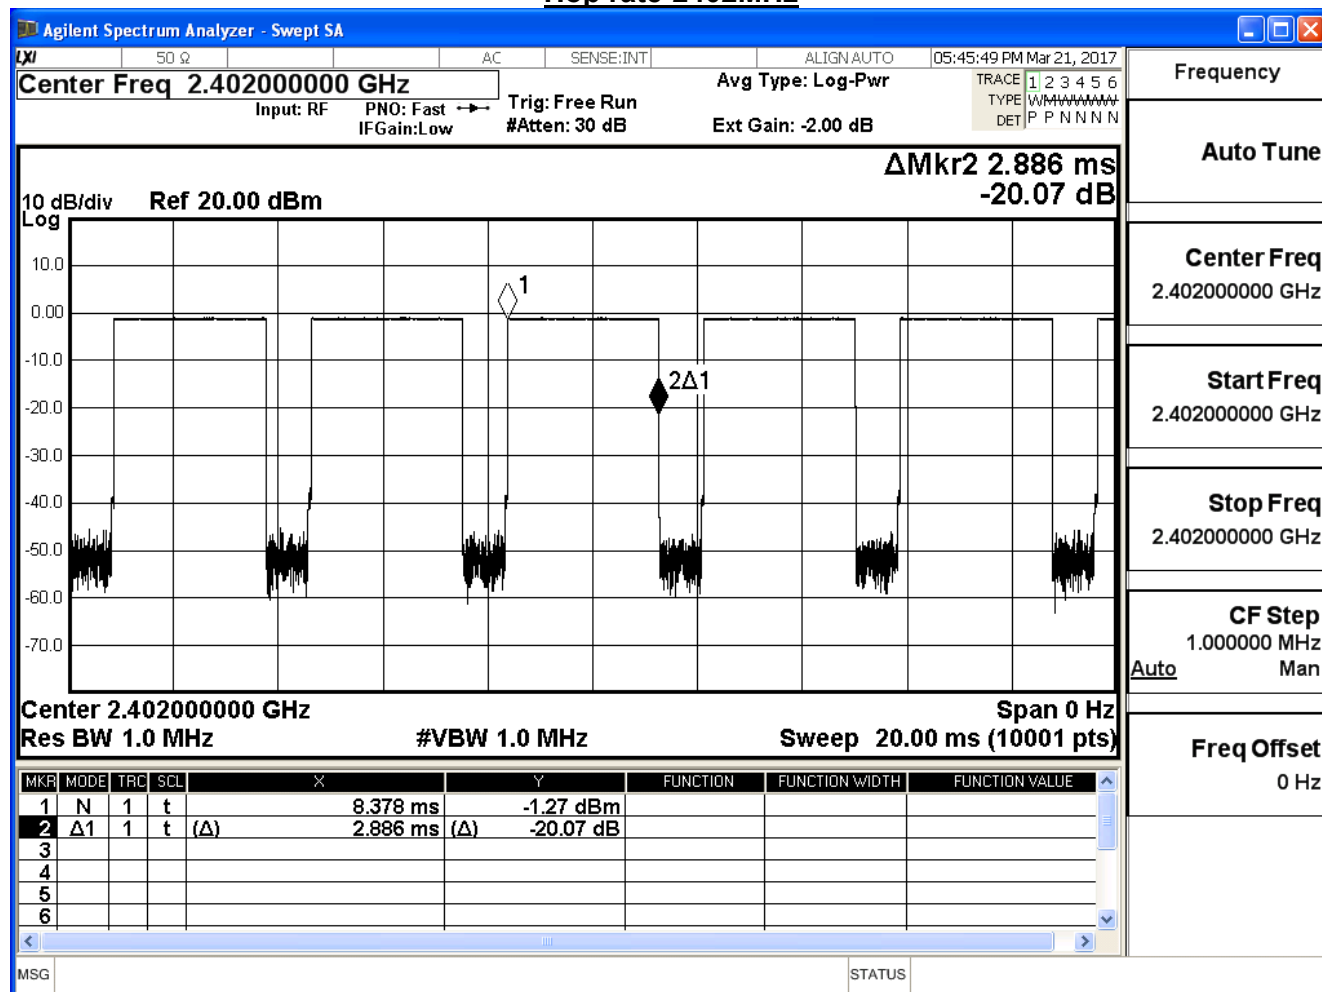 Hop rate 2402MHz
Agilent Spectrum Analyzer - Swept SA
LXI 50 Ω AC SENSE:INT ALIGN AUTO 05:45:49 PM Mar 21, 2017
Center Freq 2.402000000 GHz
Input: RF PNO: Fast IFGain:Low
Trig: Free Run
#Atten: 30 dB
Avg Type: Log-Pwr
Ext Gain: -2.00 dB
TRACE 1 2 3 4 5 6
TYPE WMWWWWW
DET P P N N N N
ΔMkr2 2.886 ms
-20.07 dB
10 dB/div Ref 20.00 dBm
Log
10.0
0.00
-10.0
-20.0
-30.0
-40.0
-50.0
-60.0
-70.0
1
2Δ1
Center 2.402000000 GHz Span 0 Hz
Res BW 1.0 MHz #VBW 1.0 MHz Sweep 20.00 ms (10001 pts)
MKR MODE TRC SCL X Y FUNCTION FUNCTION WIDTH FUNCTION VALUE
1 N 1 t 8.378 ms -1.27 dBm
2 Δ1 1 t (Δ) 2.886 ms (Δ) -20.07 dB
3
4
5
6
MSG STATUS
Frequency
Auto Tune
Center Freq
2.402000000 GHz
Start Freq
2.402000000 GHz
Stop Freq
2.402000000 GHz
CF Step
1.000000 MHz
Auto Man
Freq Offset
0 Hz